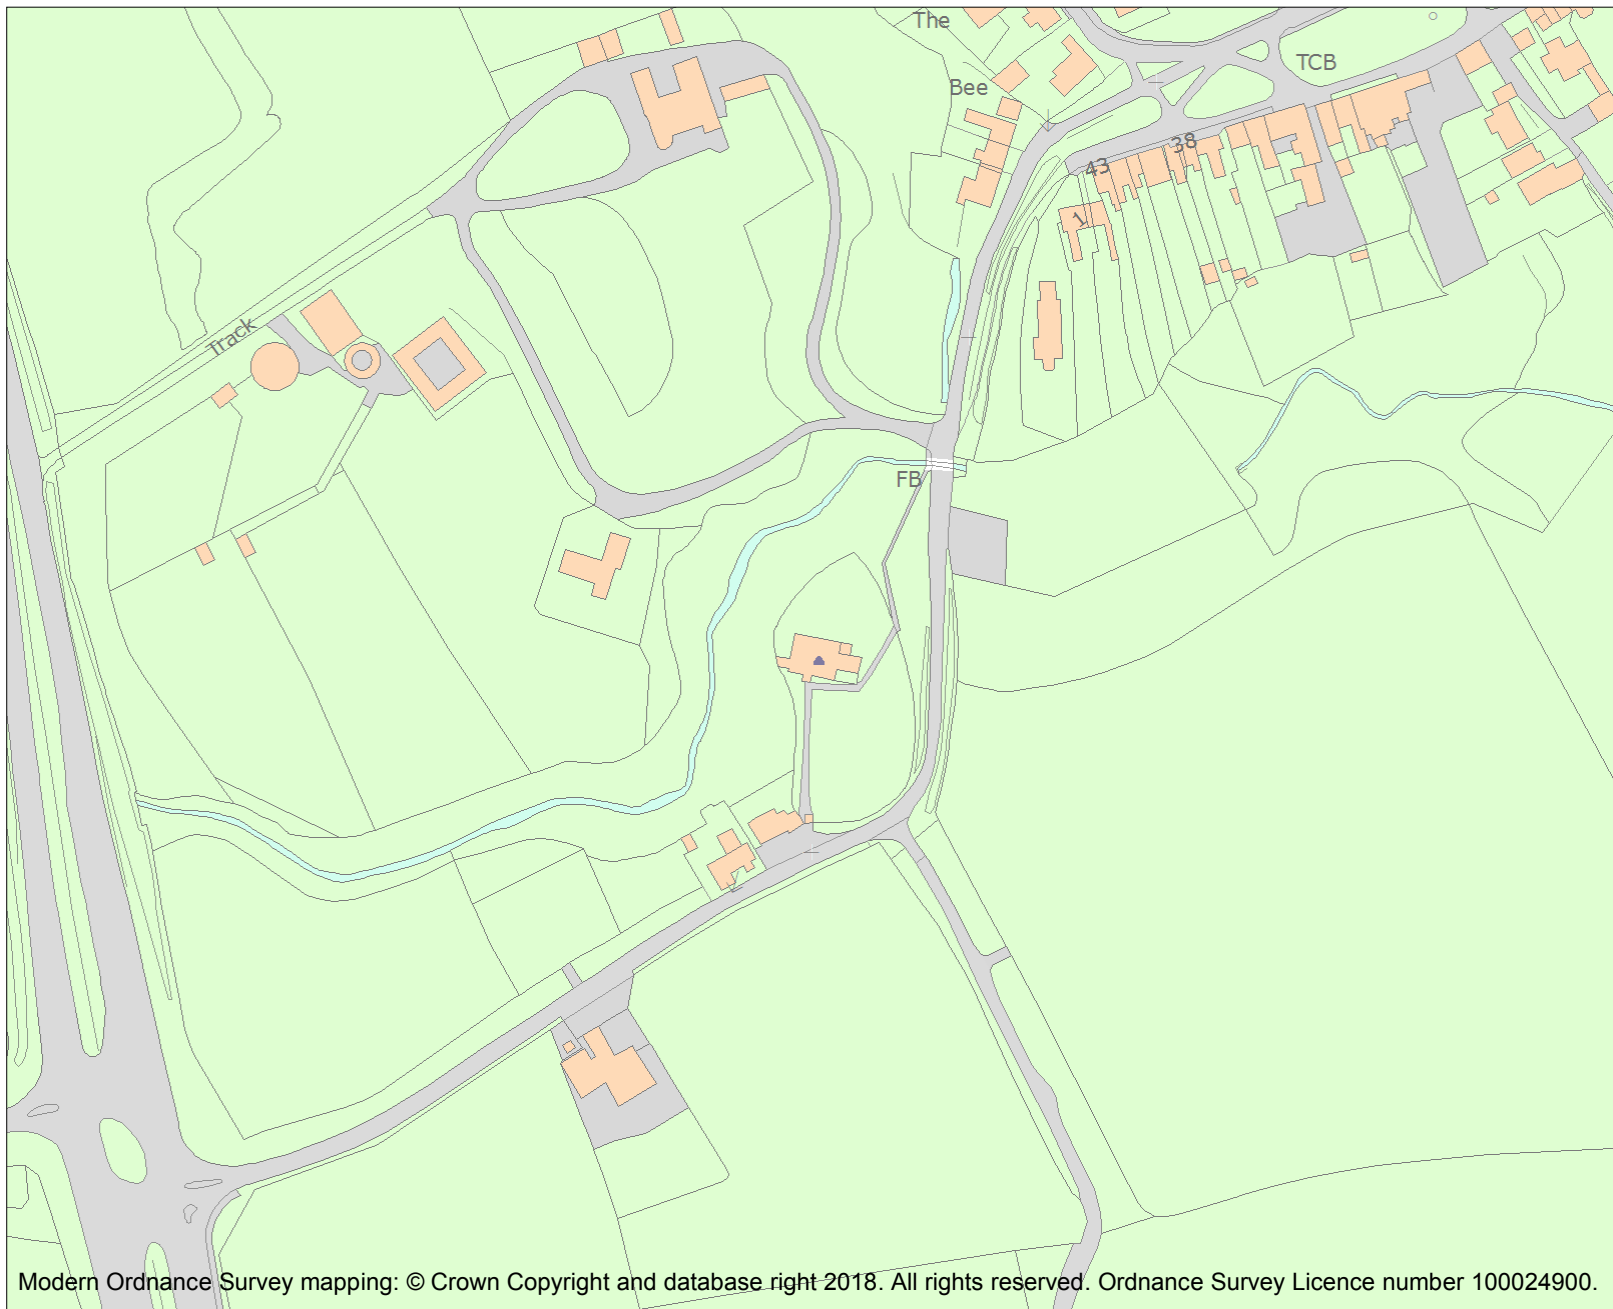 The
TCB
Bee
38
43
1
Track
FB
Modern Ordnance Survey mapping: © Crown Copyright and database right 2018. All rights reserved. Ordnance Survey Licence number 100024900.